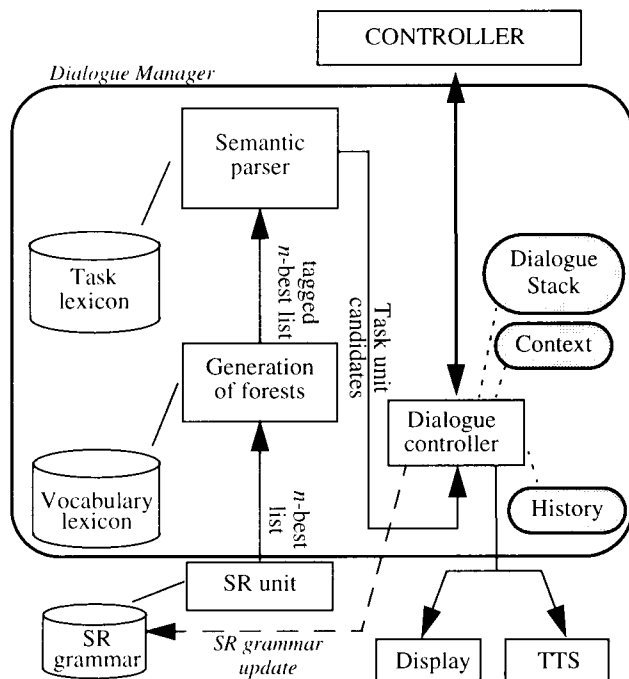 CONTROLLER
Dialogue Manager
Semantic
parser
Task
lexicon
tagged
n-best list
Task unit
candidates
Dialogue
Stack
Context
Generation
of forests
Dialogue
controller
Vocabulary
lexicon
n-best
list
History
SR unit
SR
grammar
SR grammar
update
Display
TTS